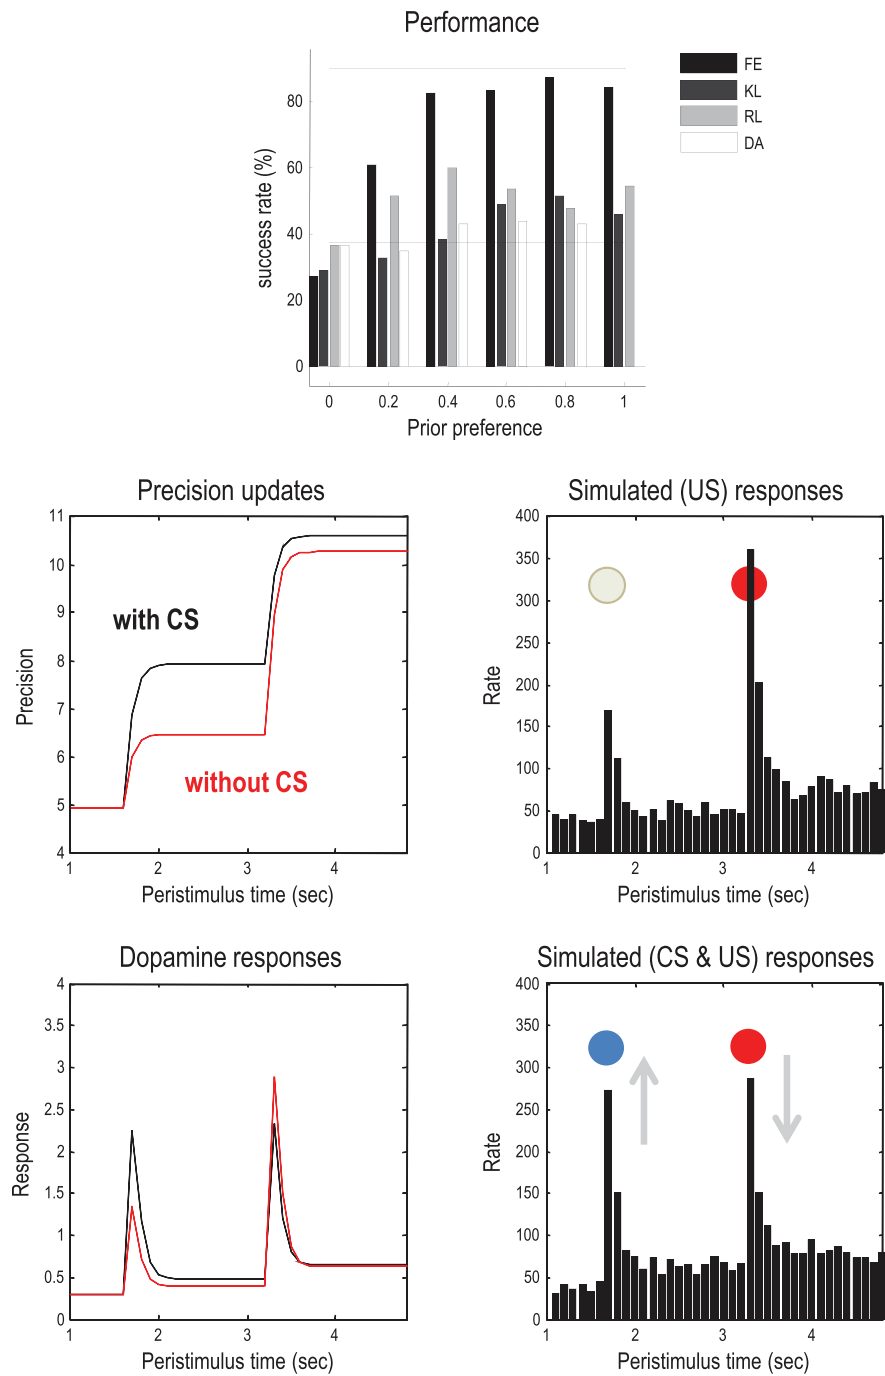 Performance
FE
KL
RL
DA
success rate (%)
80
60
40
20
0
0 0.2 0.4 0.6 0.8 1
Prior preference
Precision updates
11
10
9
8
7
6
5
4
Precision
with CS
without CS
1 2 3 4
Peristimulus time (sec)
Simulated (US) responses
400
350
300
250
200
150
100
50
0
Rate
1 2 3 4
Peristimulus time (sec)
Dopamine responses
4
3.5
3
2.5
2
1.5
1
0.5
0
Response
1 2 3 4
Peristimulus time (sec)
Simulated (CS & US) responses
400
350
300
250
200
150
100
50
0
Rate
1 2 3 4
Peristimulus time (sec)